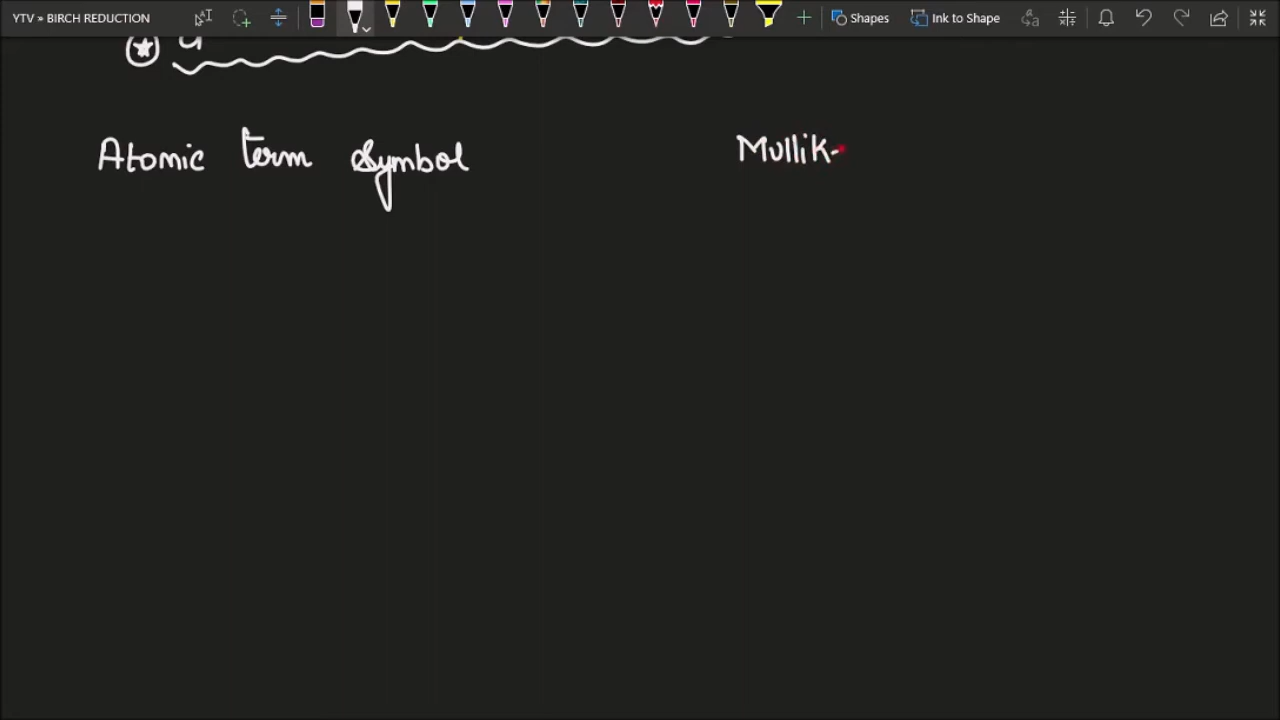 YTV » BIRCH REDUCTION
Shapes
Ink to Shape
Atomic term Symbol
Mullik